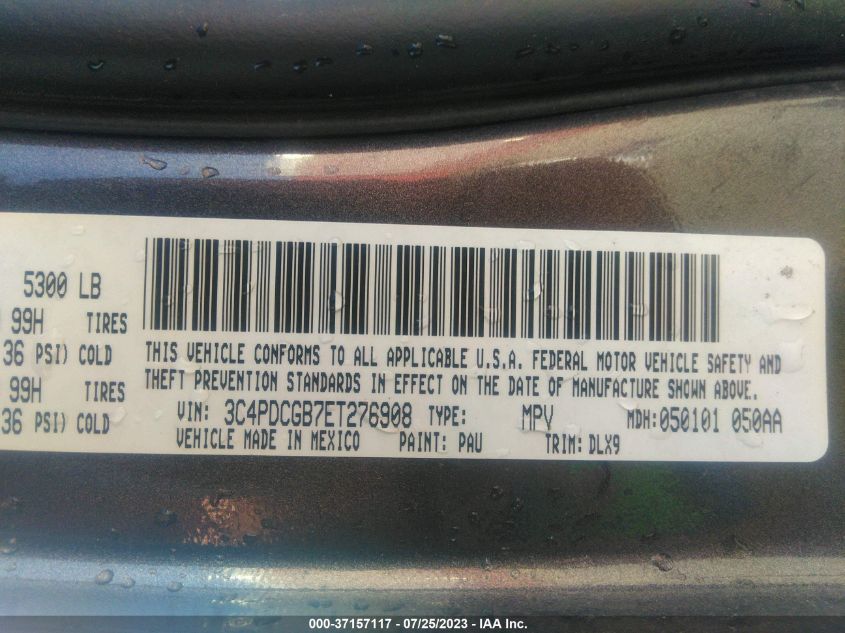 5300 LB
99H TIRES
36 PSI) COLD
99H TIRES
36 PSI) COLD
THIS VEHICLE CONFORMS TO ALL APPLICABLE U.S.A. FEDERAL MOTOR VEHICLE SAFETY AND
THEFT PREVENTION STANDARDS IN EFFECT ON THE DATE OF MANUFACTURE SHOWN ABOVE.
VIN: 3C4PDCGB7ET276908 TYPE: MPV MDH:050101 050AA
VEHICLE MADE IN MEXICO PAINT: PAU TRIM: DLX9
000-37157117 - 07/25/2023 - IAA Inc.